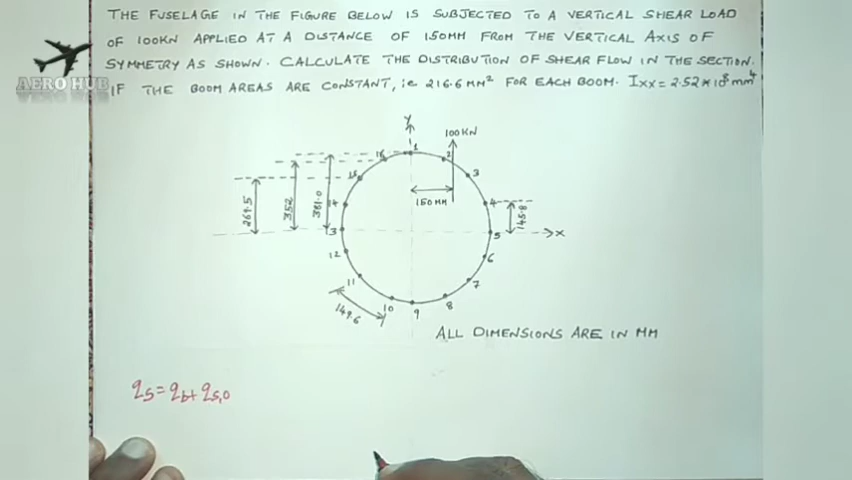 THE FUSELAGE IN THE FIGURE BELOW IS SUBJECTED TO A VERTICAL SHEAR LOAD
OF 100KN APPLIED AT A DISTANCE OF 150MM FROM THE VERTICAL AXIS OF
SYMMETRY AS SHOWN. CALCULATE THE DISTRIBUTION OF SHEAR FLOW IN THE SECTION.
IF THE BOOM AREAS ARE CONSTANT, ie 216.6 MM² FOR EACH BOOM. Ixx = 2.52*10⁸ mm⁴
AERO HUB
Y
100KN
1
2
16
3
15
4
14
5
X
13
6
12
7
11
8
10
9
269.5
352
381.0
150 MM
145.8
149.6
ALL DIMENSIONS ARE IN MM
qs = qb + qs,0